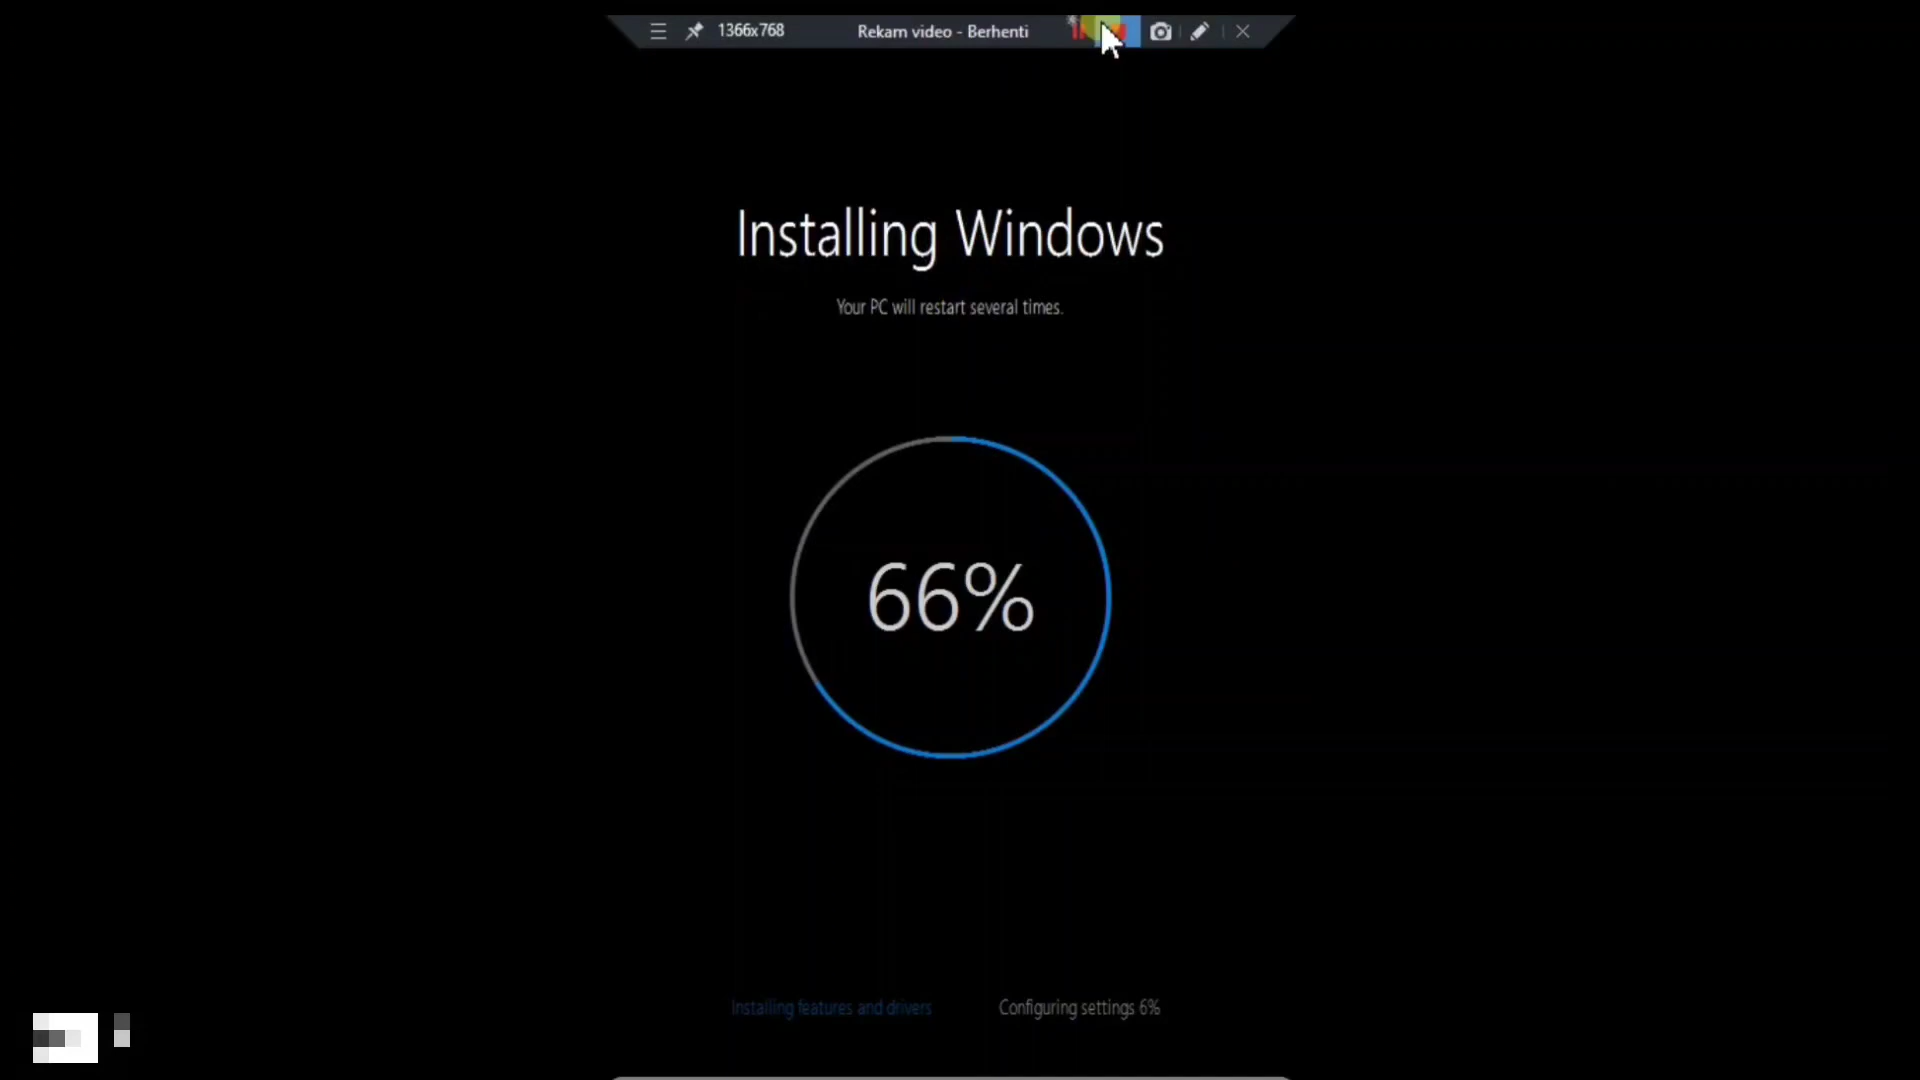 1366x768 Rekam video - Berhenti
Installing Windows
Your PC will restart several times.
66%
Installing features and drivers Configuring settings 6%